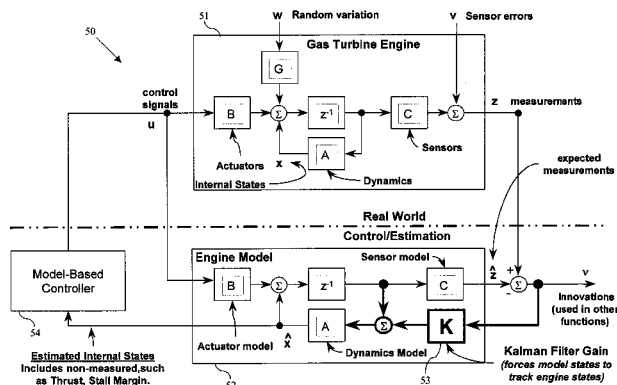 50
51
W Random variation
v Sensor errors
Gas Turbine Engine
G
control
signals
u
B
Σ
z-1
C
Σ
z measurements
Actuators
x
A
Sensors
Internal States
Dynamics
expected
measurements
Real World
Control/Estimation
Model-Based
Controller
54
Engine Model
Sensor model
B
Σ
z-1
C
ẑ
+
-
Σ
ν
Innovations
(used in other
functions)
A
Σ
K
Actuator model
x̂
Dynamics Model
53
Kalman Filter Gain
(forces model states to
track engine states)
Estimated Internal States
Includes non-measured,such
as Thrust, Stall Margin.
52